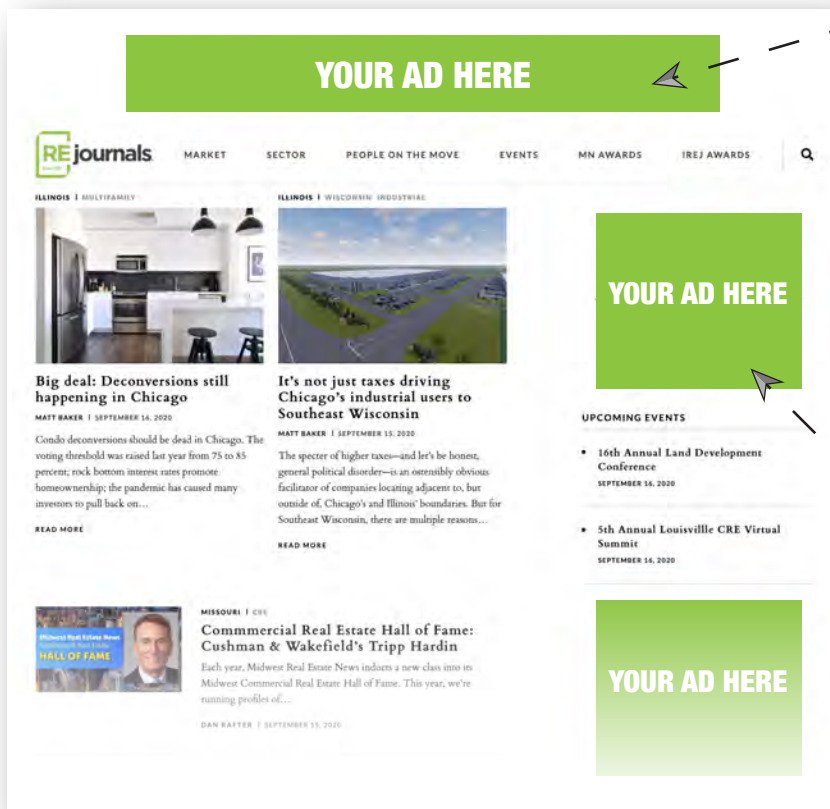 YOUR AD HERE
RE journals
MARKET SECTOR PEOPLE ON THE MOVE EVENTS MN AWARDS IREJ AWARDS
ILLINOIS | MULTIFAMILY
Big deal: Deconversions still
happening in Chicago
MATT BAKER | SEPTEMBER 16, 2020
Condo deconversions should be dead in Chicago. The
voting threshold was raised last year from 75 to 85
percent; rock bottom interest rates promote
homeownership; the pandemic has caused many
investors to pull back on…
READ MORE
ILLINOIS | WISCONSIN INDUSTRIAL
It's not just taxes driving
Chicago's industrial users to
Southeast Wisconsin
MATT BAKER | SEPTEMBER 15, 2020
The specter of higher taxes—and let's be honest,
general political disorder—is an ostensibly obvious
facilitator of companies locating adjacent to, but
outside of, Chicago's and Illinois' boundaries. But for
Southeast Wisconsin, there are multiple reasons…
READ MORE
Midwest Real Estate News
HALL OF FAME
MISSOURI | CRE
Commmercial Real Estate Hall of Fame:
Cushman & Wakefield's Tripp Hardin
Each year, Midwest Real Estate News inducts a new class into its
Midwest Commercial Real Estate Hall of Fame. This year, we're
running profiles of…
DAN RAFTER | SEPTEMBER 15, 2020
YOUR AD HERE
UPCOMING EVENTS
• 16th Annual Land Development
Conference
SEPTEMBER 16, 2020
• 5th Annual Louisvillle CRE Virtual
Summit
SEPTEMBER 16, 2020
YOUR AD HERE